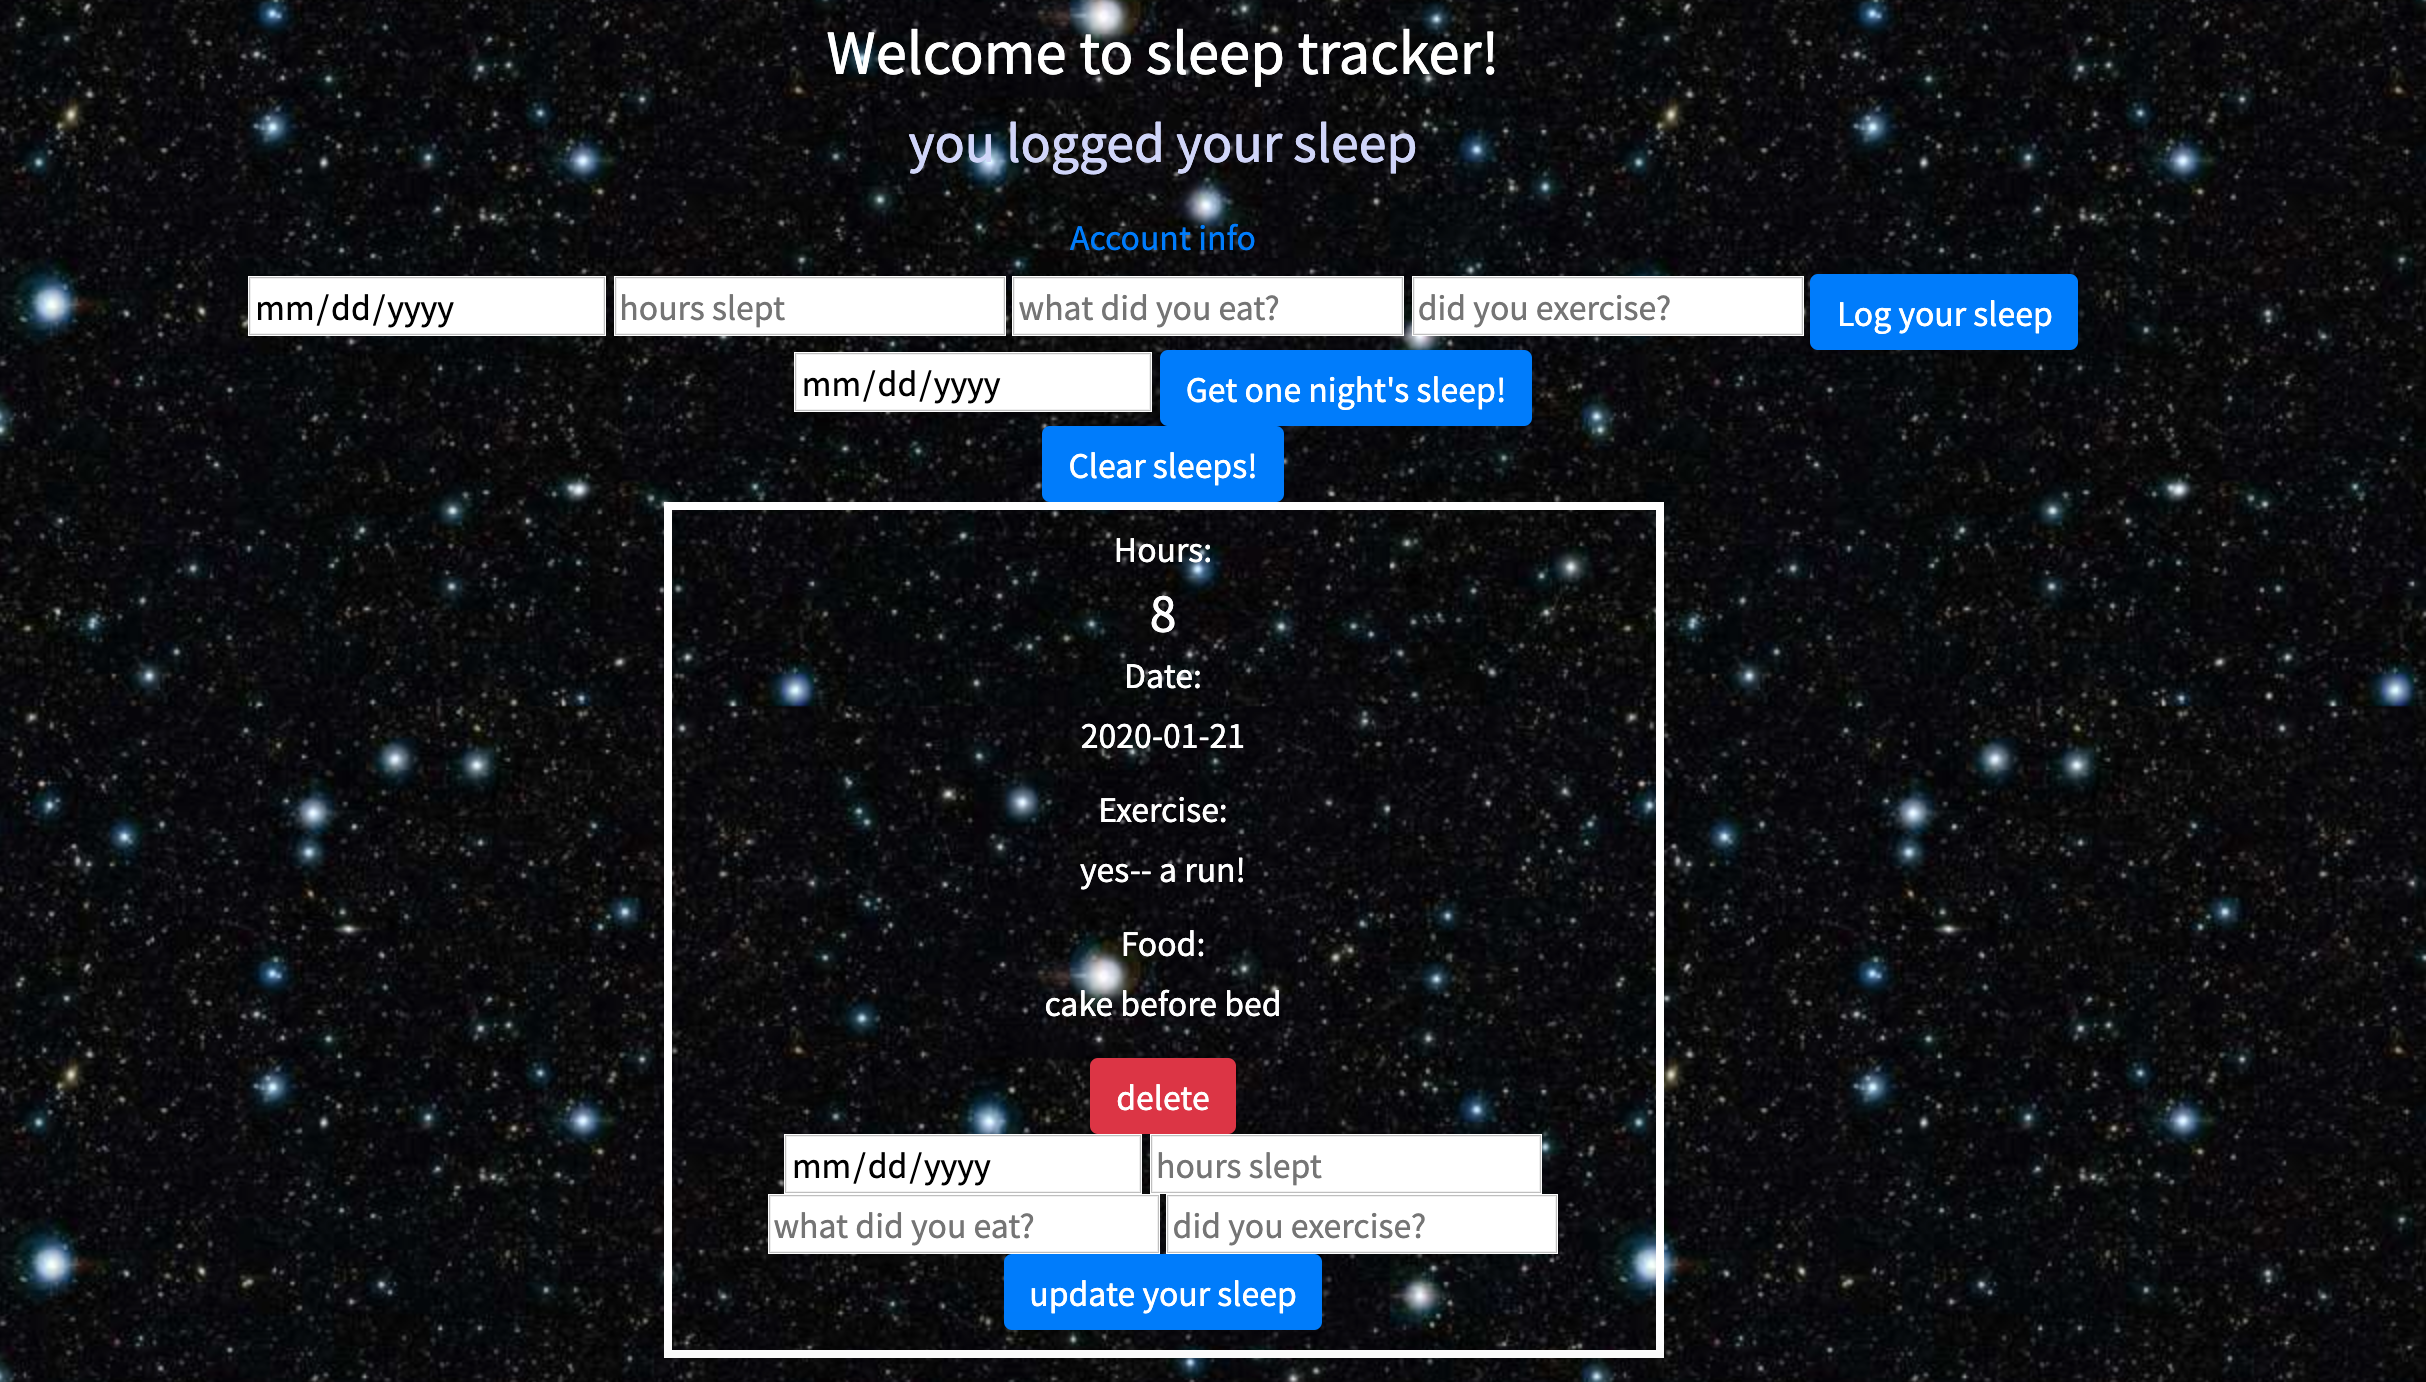 Welcome to sleep tracker!
you logged your sleep
Account info
mm/dd/yyyy hours slept what did you eat? did you exercise? Log your sleep
mm/dd/yyyy Get one night's sleep!
Clear sleeps!
Hours:
8
Date:
2020-01-21
Exercise:
yes-- a run!
Food:
cake before bed
delete
mm/dd/yyyy hours slept
what did you eat? did you exercise?
update your sleep